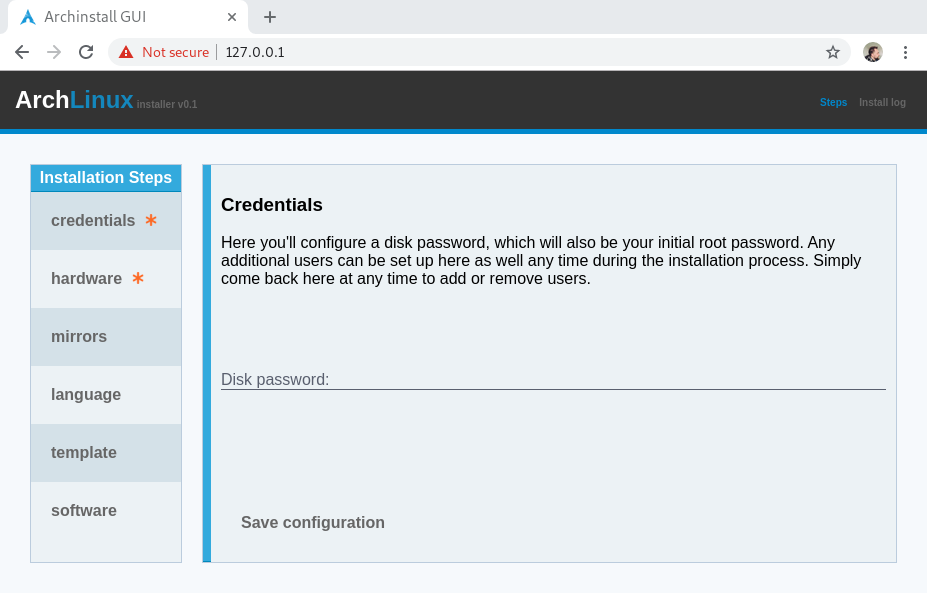 Archinstall GUI
Not secure 127.0.0.1
ArchLinux installer v0.1
Steps Install log
Installation Steps
credentials *
hardware *
mirrors
language
template
software
Credentials
Here you'll configure a disk password, which will also be your initial root password. Any
additional users can be set up here as well any time during the installation process. Simply
come back here at any time to add or remove users.
Disk password:
Save configuration